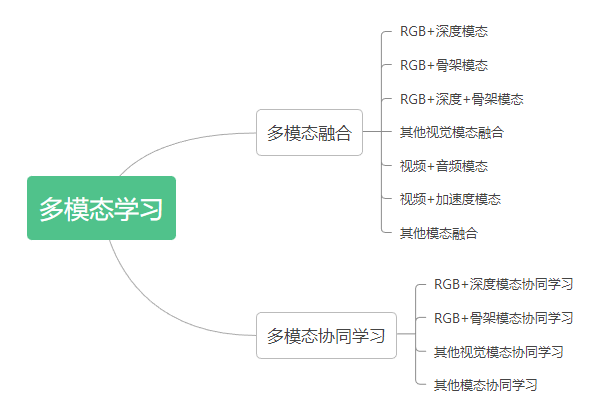 多模态学习
多模态融合
RGB+深度模态
RGB+骨架模态
RGB+深度+骨架模态
其他视觉模态融合
视频+音频模态
视频+加速度模态
其他模态融合
多模态协同学习
RGB+深度模态协同学习
RGB+骨架模态协同学习
其他视觉模态协同学习
其他模态协同学习